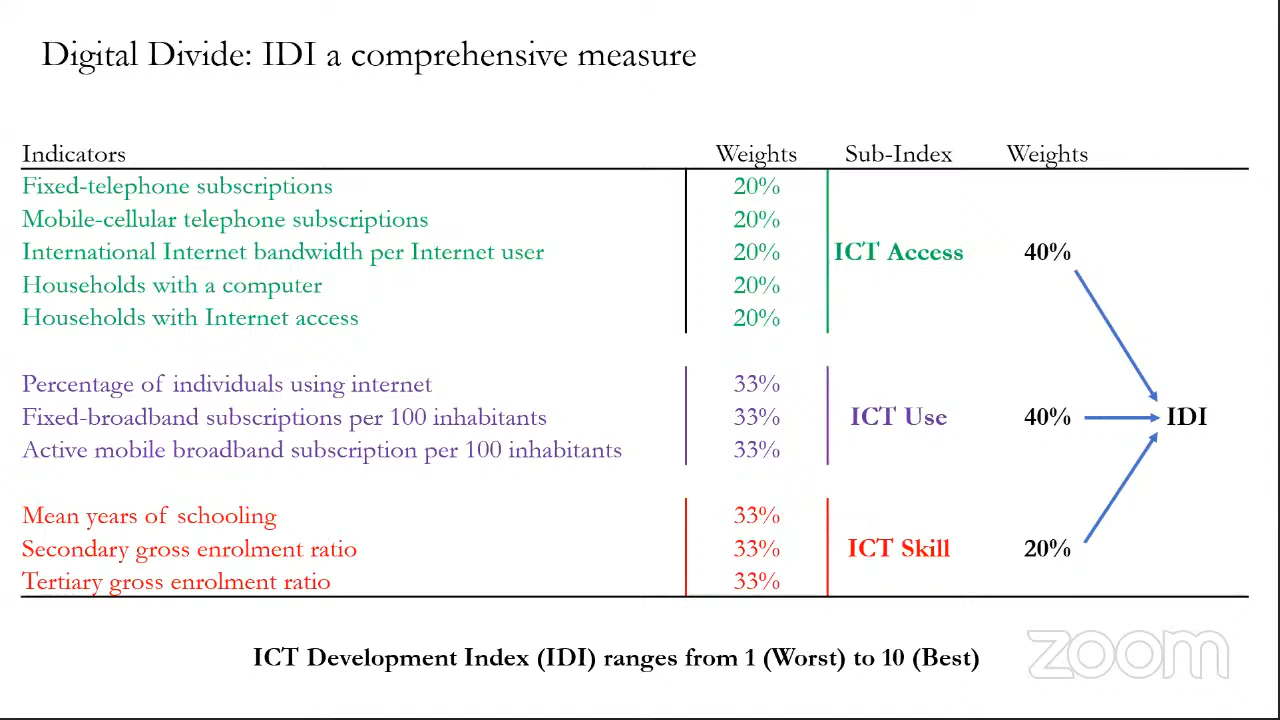 Digital Divide: IDI a comprehensive measure
Indicators Weights Sub-Index Weights
Fixed-telephone subscriptions 20%
Mobile-cellular telephone subscriptions 20%
International Internet bandwidth per Internet user 20% ICT Access 40%
Households with a computer 20%
Households with Internet access 20%
Percentage of individuals using internet 33%
Fixed-broadband subscriptions per 100 inhabitants 33% ICT Use 40% IDI
Active mobile broadband subscription per 100 inhabitants 33%
Mean years of schooling 33%
Secondary gross enrolment ratio 33% ICT Skill 20%
Tertiary gross enrolment ratio 33%
ICT Development Index (IDI) ranges from 1 (Worst) to 10 (Best)
zoom